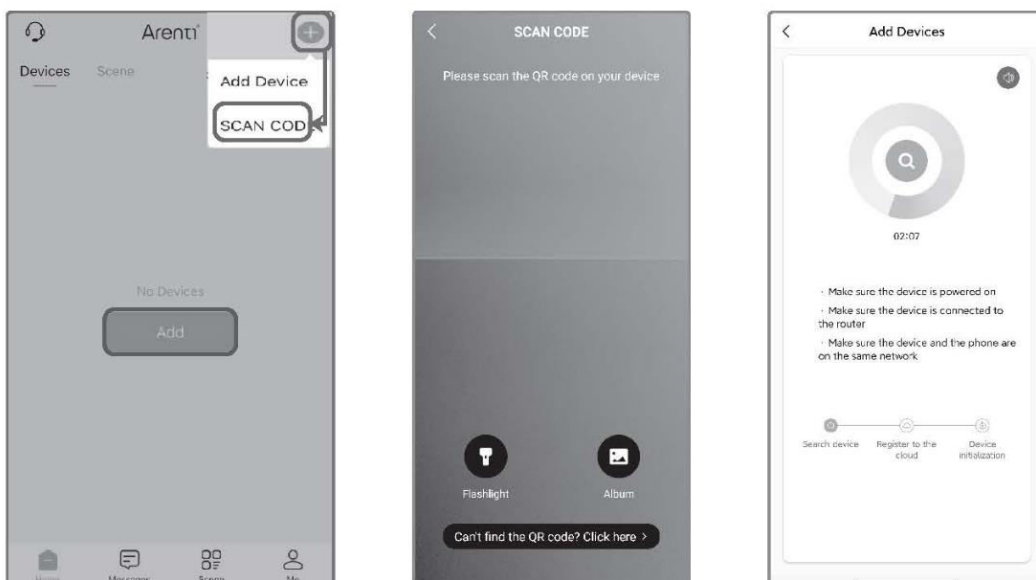 Arenti
Devices Scene
Add Device
SCAN COD
No Devices
Add
Home Messages Scene Me
SCAN CODE
Please scan the QR code on your device
Flashlight
Album
Can't find the QR code? Click here >
Add Devices
02:07
· Make sure the device is powered on
· Make sure the device is connected to
the router
· Make sure the device and the phone are
on the same network
Search device
Register to the
cloud
Device
initialization